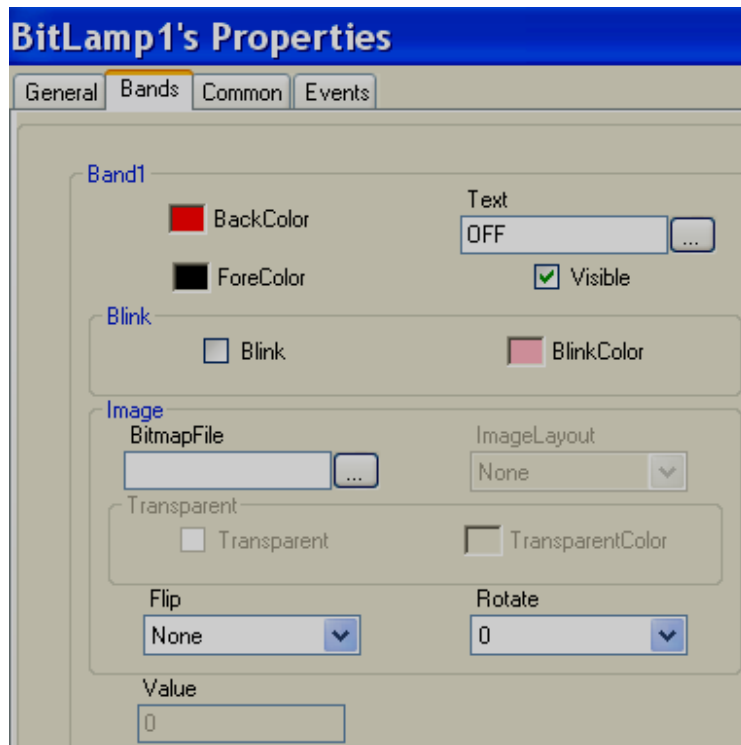 BitLamp1's Properties
General Bands Common Events
Band1
BackColor
Text
OFF ...
ForeColor
Visible
Blink
Blink
BlinkColor
Image
BitmapFile
...
ImageLayout
None
Transparent
Transparent
TransparentColor
Flip
None
Rotate
0
Value
0